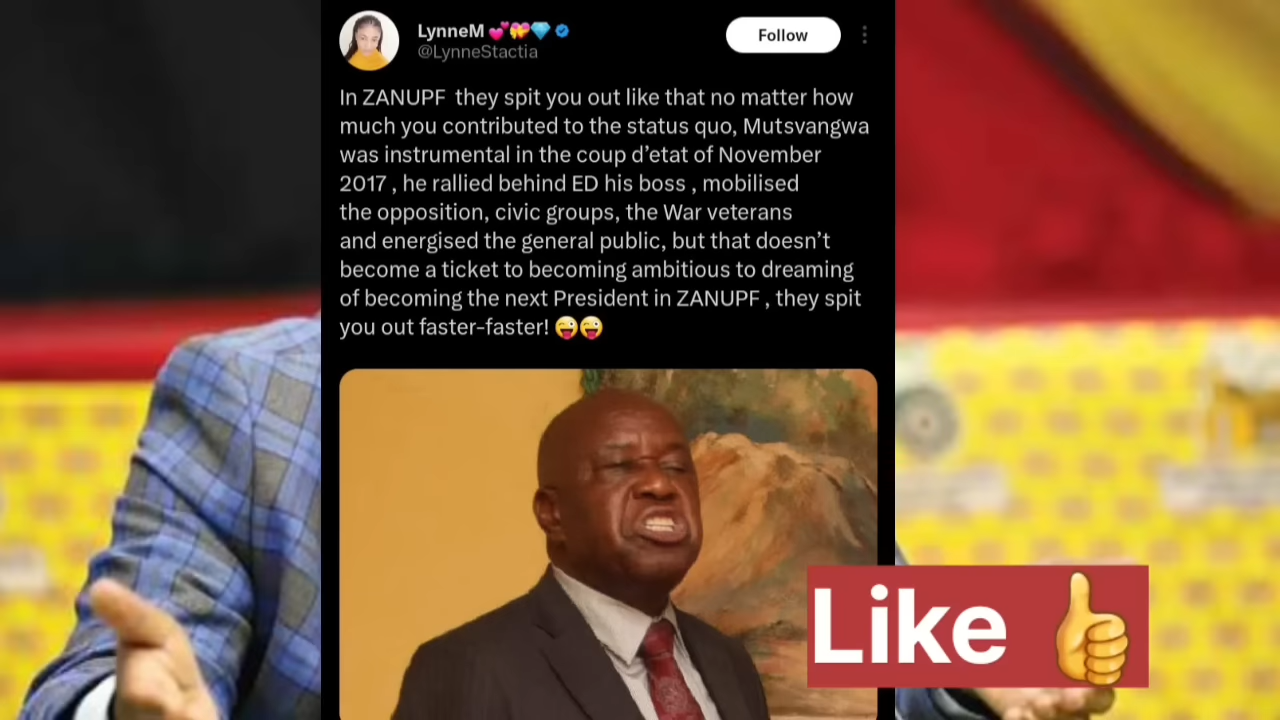 LynneM 💕💝💎
@LynneStactia
Follow
In ZANUPF they spit you out like that no matter how
much you contributed to the status quo, Mutsvangwa
was instrumental in the coup d’etat of November
2017 , he rallied behind ED his boss , mobilised
the opposition, civic groups, the War veterans
and energised the general public, but that doesn’t
become a ticket to becoming ambitious to dreaming
of becoming the next President in ZANUPF , they spit
you out faster-faster! 😜😜
Like 👍